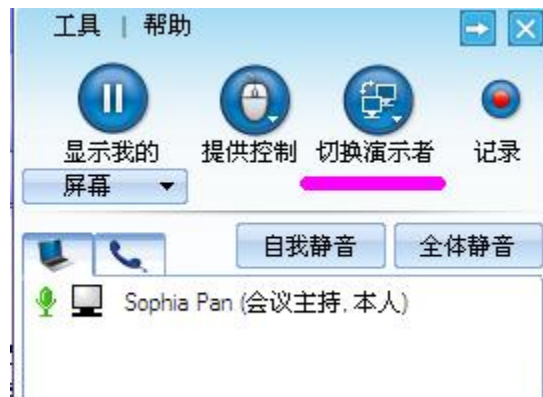 工具 | 帮助
显示我的 提供控制 切换演示者 记录
屏幕
自我静音 全体静音
Sophia Pan (会议主持, 本人)